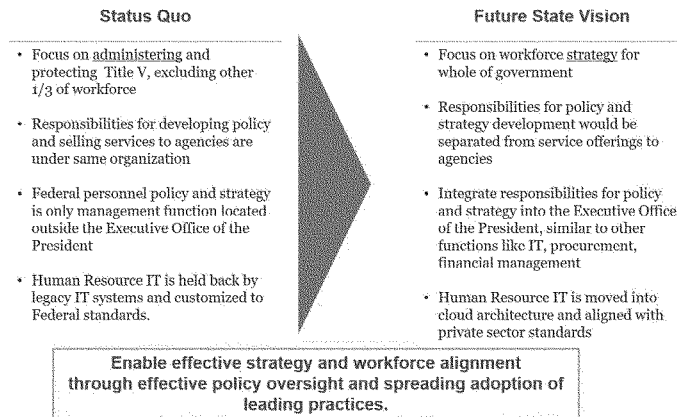 Status Quo
• Focus on administering and
protecting Title V, excluding other
1/3 of workforce
• Responsibilities for developing policy
and selling services to agencies are
under same organization
• Federal personnel policy and strategy
is only management function located
outside the Executive Office of the
President
• Human Resource IT is held back by
legacy IT systems and customized to
Federal standards.
Future State Vision
• Focus on workforce strategy for
whole of government
• Responsibilities for policy and
strategy development would be
separated from service offerings to
agencies
• Integrate responsibilities for policy
and strategy into the Executive Office
of the President, similar to other
functions like IT, procurement,
financial management
• Human Resource IT is moved into
cloud architecture and aligned with
private sector standards
Enable effective strategy and workforce alignment
through effective policy oversight and spreading adoption of
leading practices.